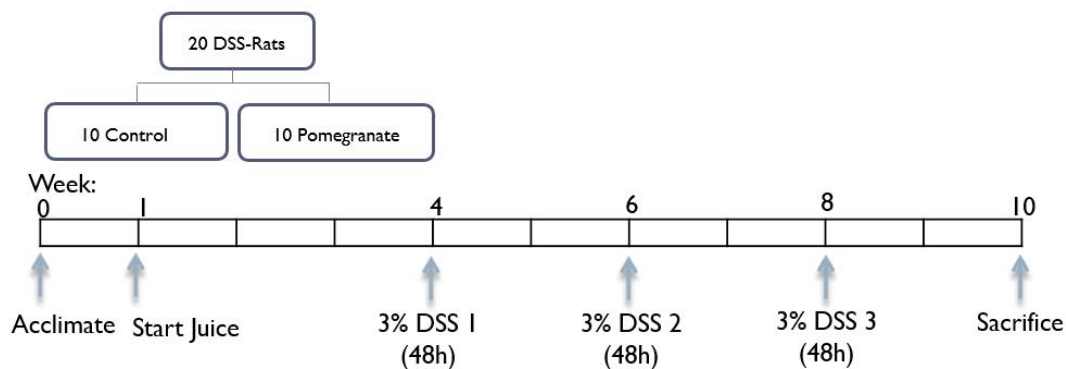 20 DSS-Rats
10 Control
10 Pomegranate
Week:
0 1 4 6 8 10
Acclimate
Start Juice
3% DSS 1
(48h)
3% DSS 2
(48h)
3% DSS 3
(48h)
Sacrifice